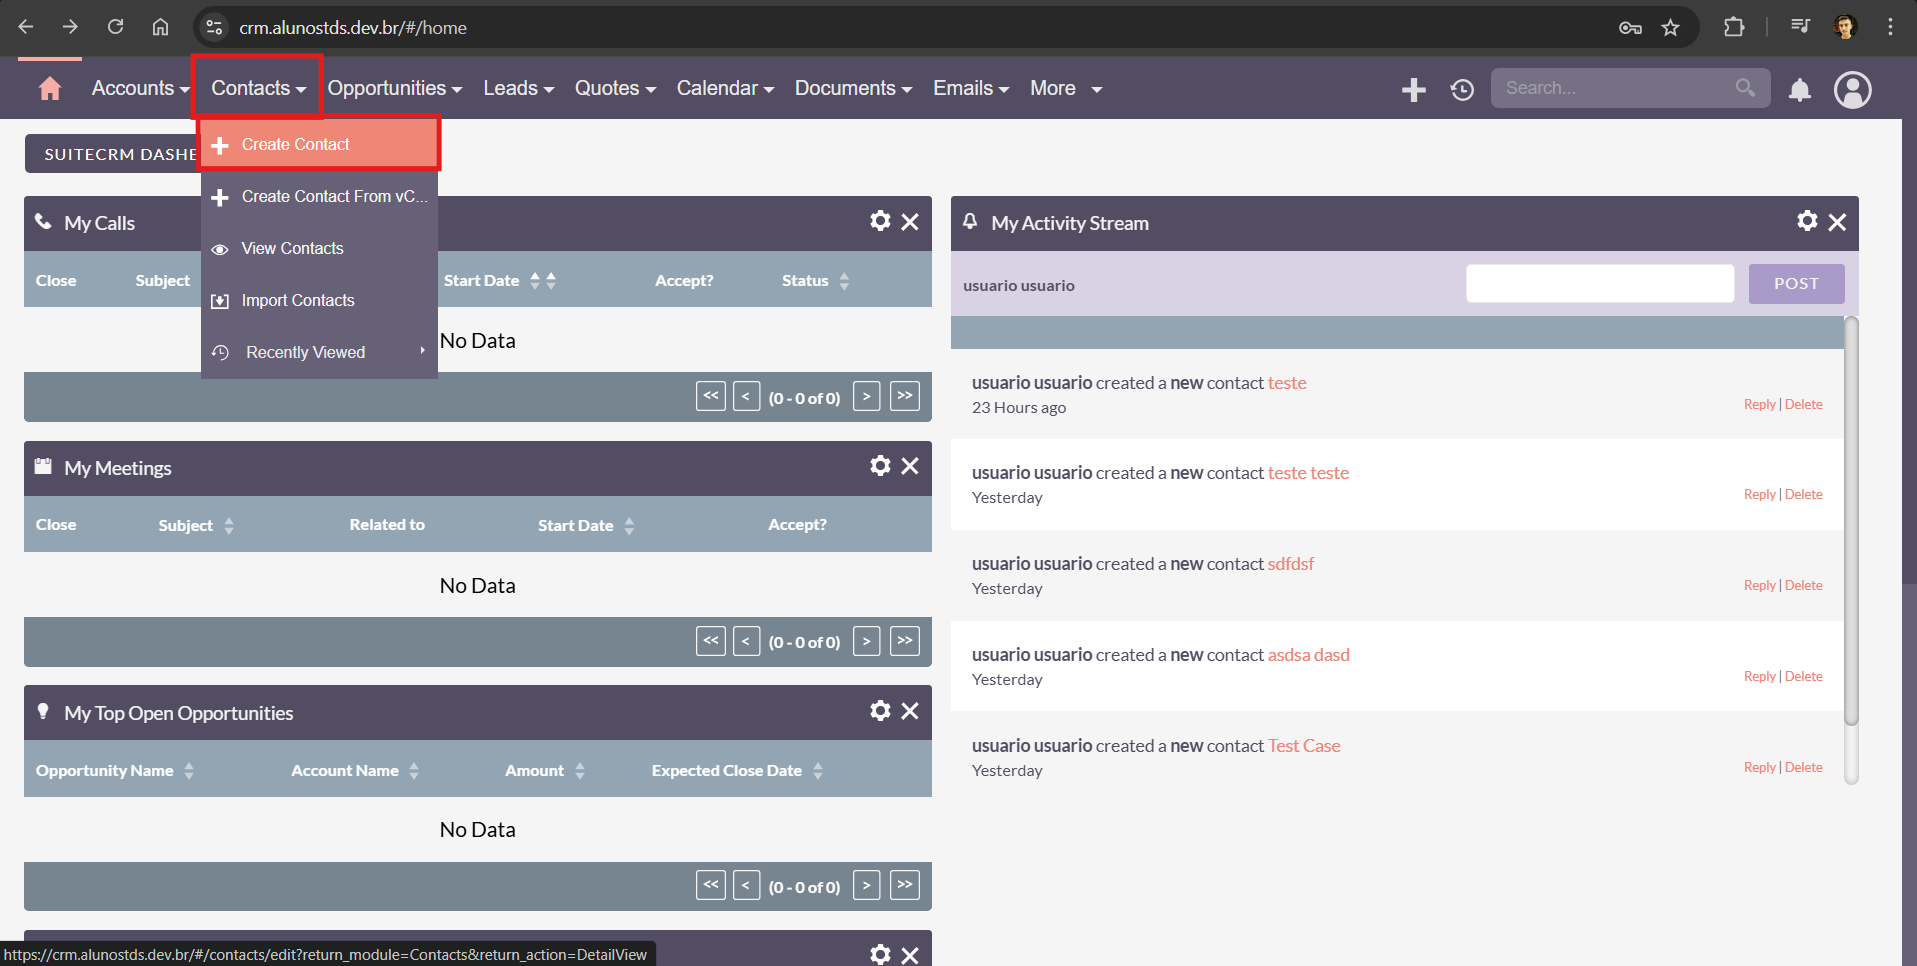 crm.alunostds.dev.br/#/home
Accounts
Contacts
Opportunities
Leads
Quotes
Calendar
Documents
Emails
More
Search...
SUITECRM DASHE
Create Contact
Create Contact From vC...
View Contacts
Import Contacts
Recently Viewed
My Calls
Close Subject Start Date Accept? Status
No Data
<< < (0 - 0 of 0) > >>
My Meetings
Close Subject Related to Start Date Accept?
No Data
<< < (0 - 0 of 0) > >>
My Top Open Opportunities
Opportunity Name Account Name Amount Expected Close Date
No Data
<< < (0 - 0 of 0) > >>
My Activity Stream
usuario usuario POST
usuario usuario created a new contact teste
23 Hours ago
Reply | Delete
usuario usuario created a new contact teste teste
Yesterday
Reply | Delete
usuario usuario created a new contact sdfdsf
Yesterday
Reply | Delete
usuario usuario created a new contact asdsa dasd
Yesterday
Reply | Delete
usuario usuario created a new contact Test Case
Yesterday
Reply | Delete
https://crm.alunostds.dev.br/#/contacts/edit?return_module=Contacts&return_action=DetailView